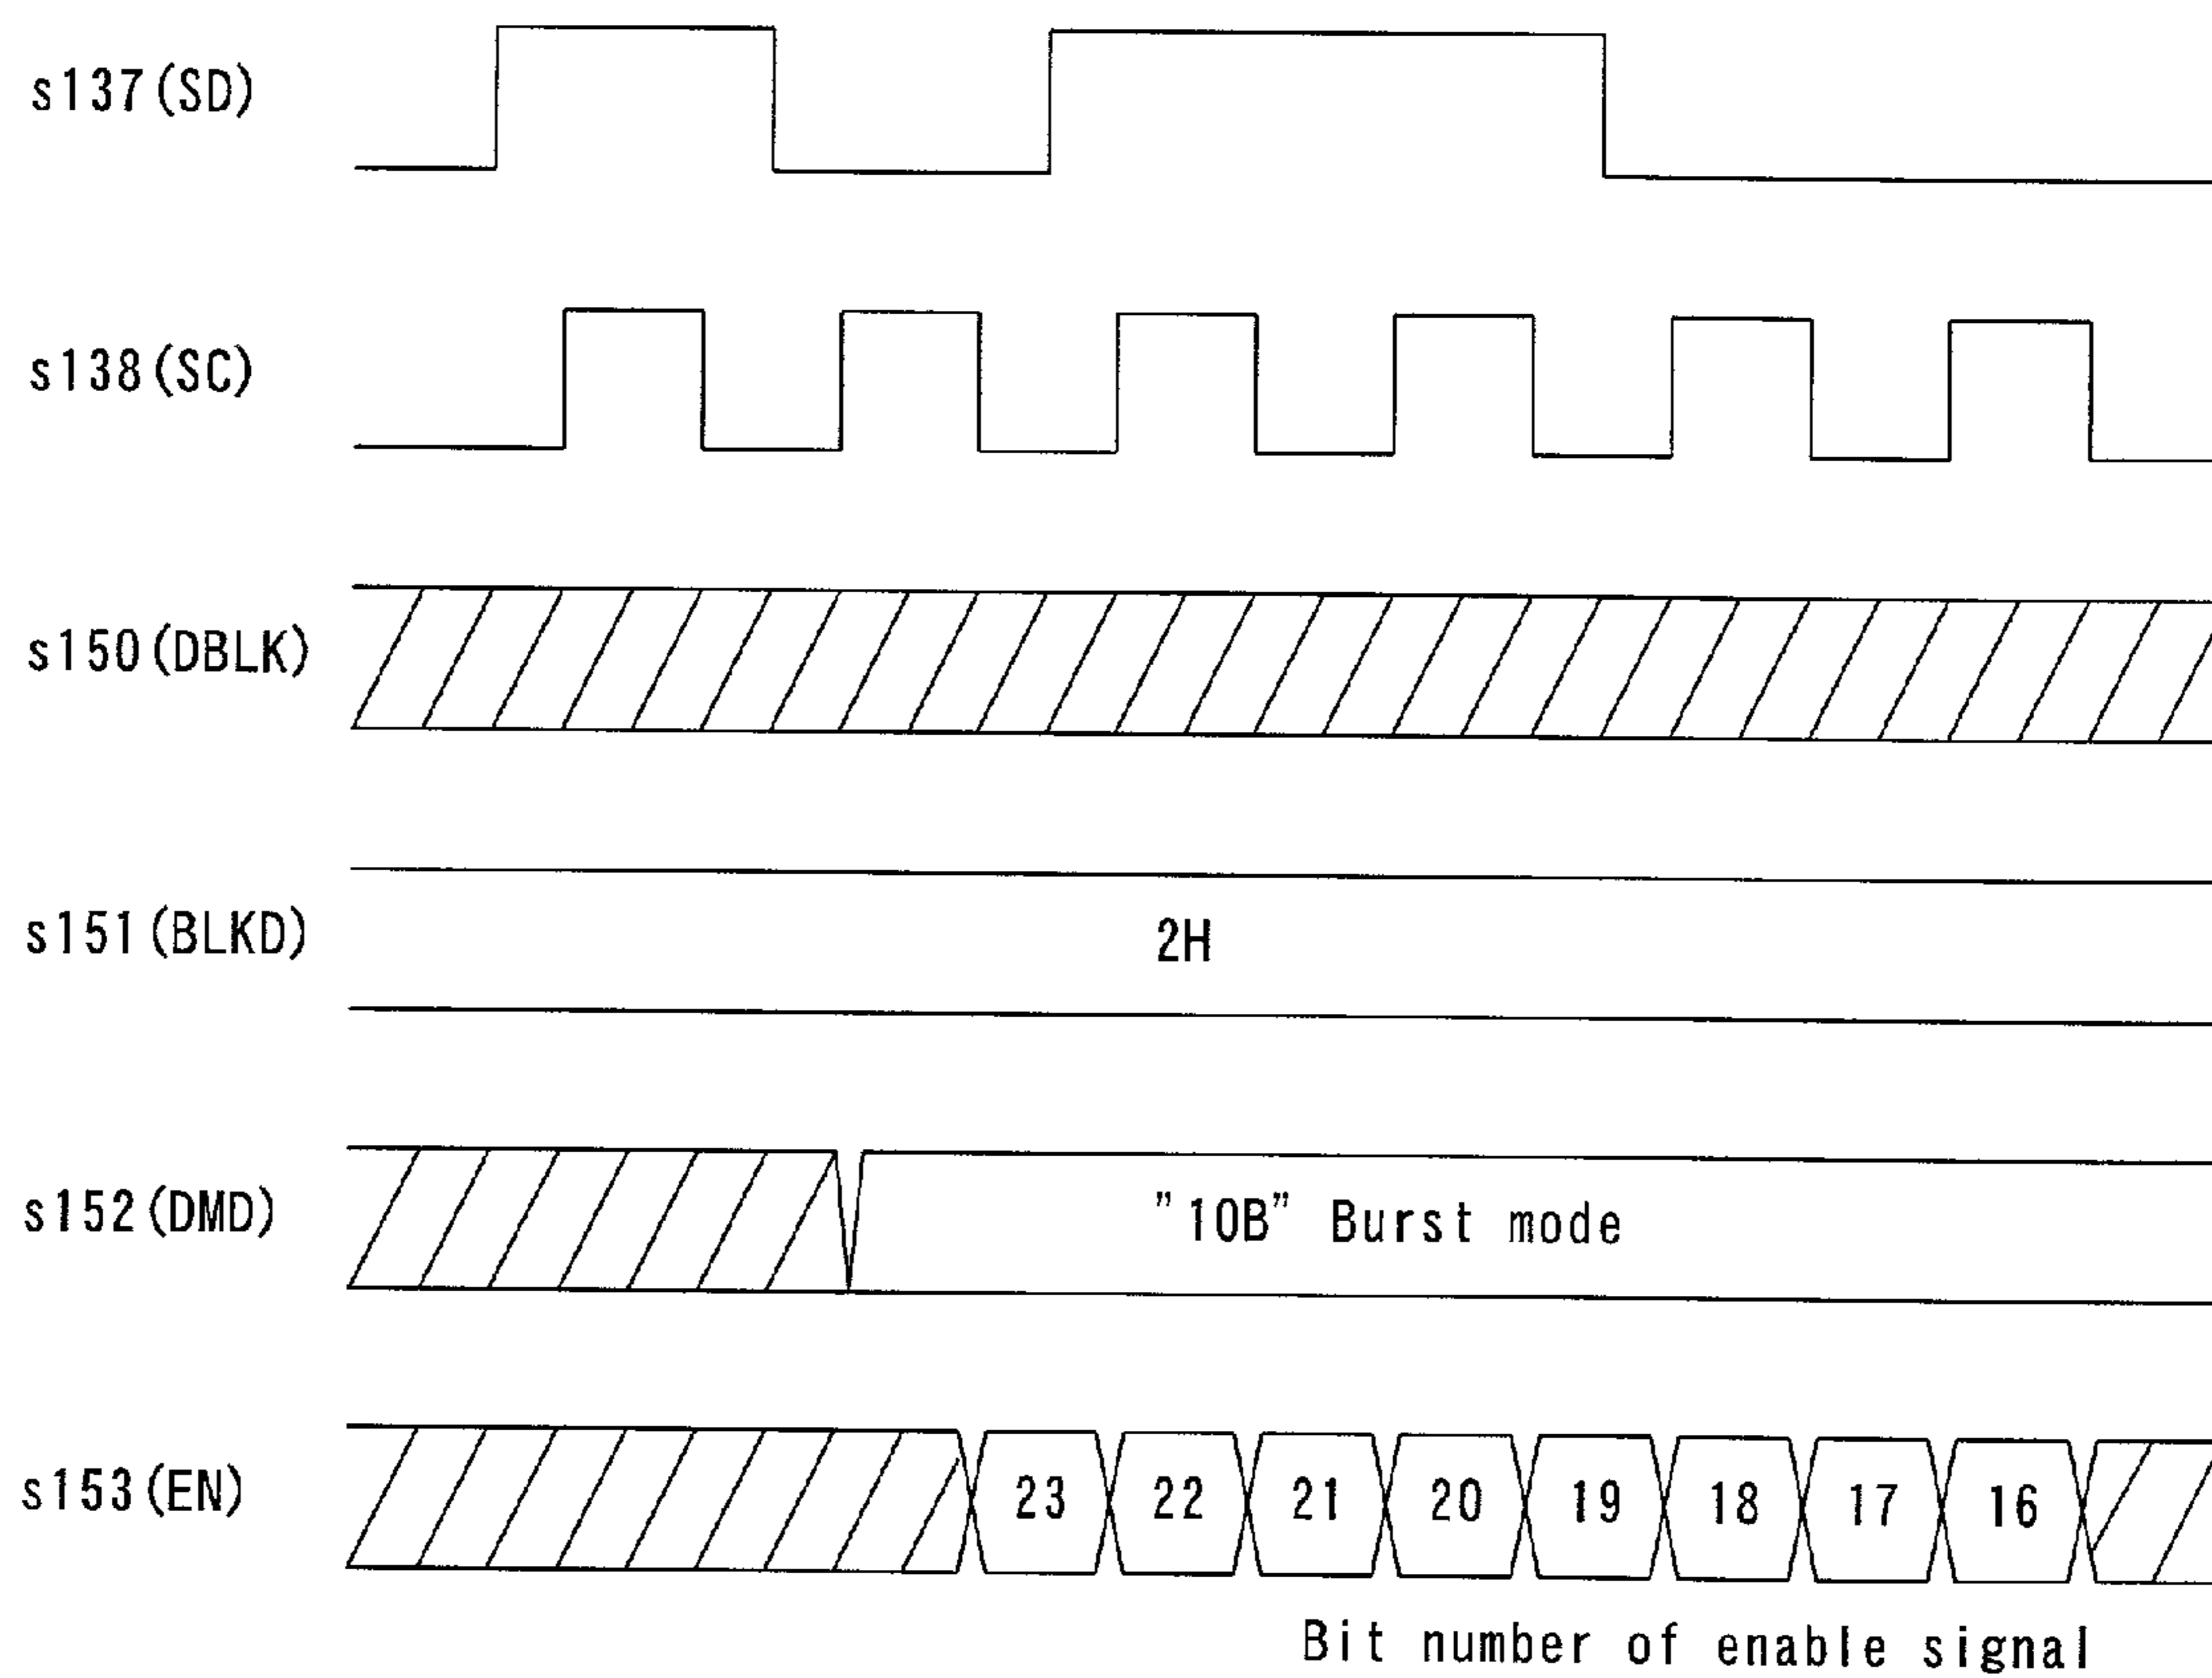 s137(SD)
s138(SC)
s150(DBLK)
s151(BLKD)
2H
s152(DMD)
"10B" Burst mode
s153(EN)
23 22 21 20 19 18 17 16
Bit number of enable signal